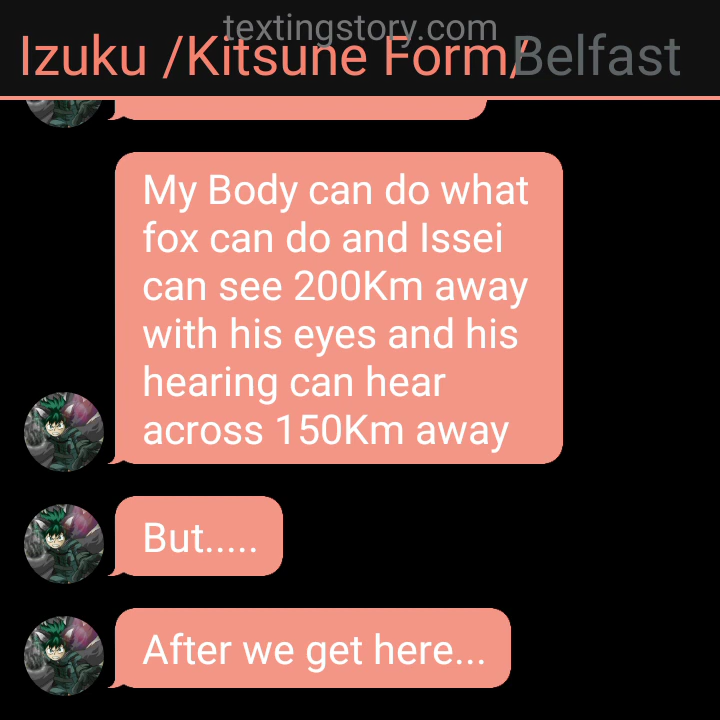 textingstory.com
Izuku /Kitsune Form/Belfast
My Body can do what
fox can do and Issei
can see 200Km away
with his eyes and his
hearing can hear
across 150Km away
But.....
After we get here...